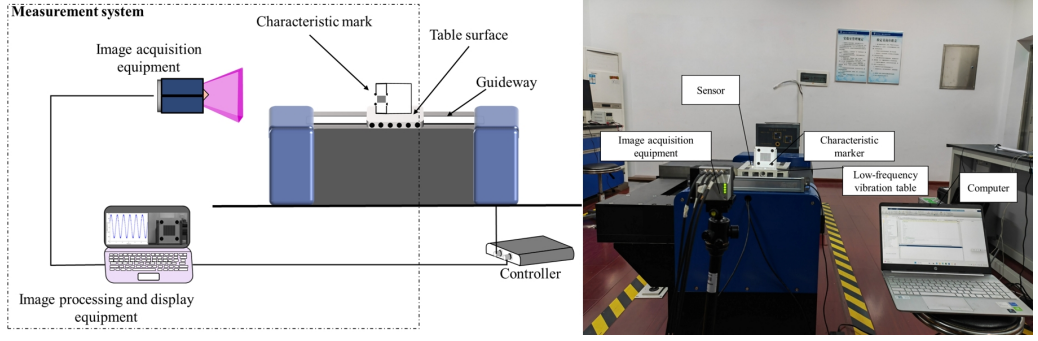 Measurement system
Characteristic mark
Table surface
Image acquisition
equipment
Guideway
Controller
Image processing and display
equipment
Sensor
Image acquisition
equipment
Characteristic
marker
Low-frequency
vibration table
Computer